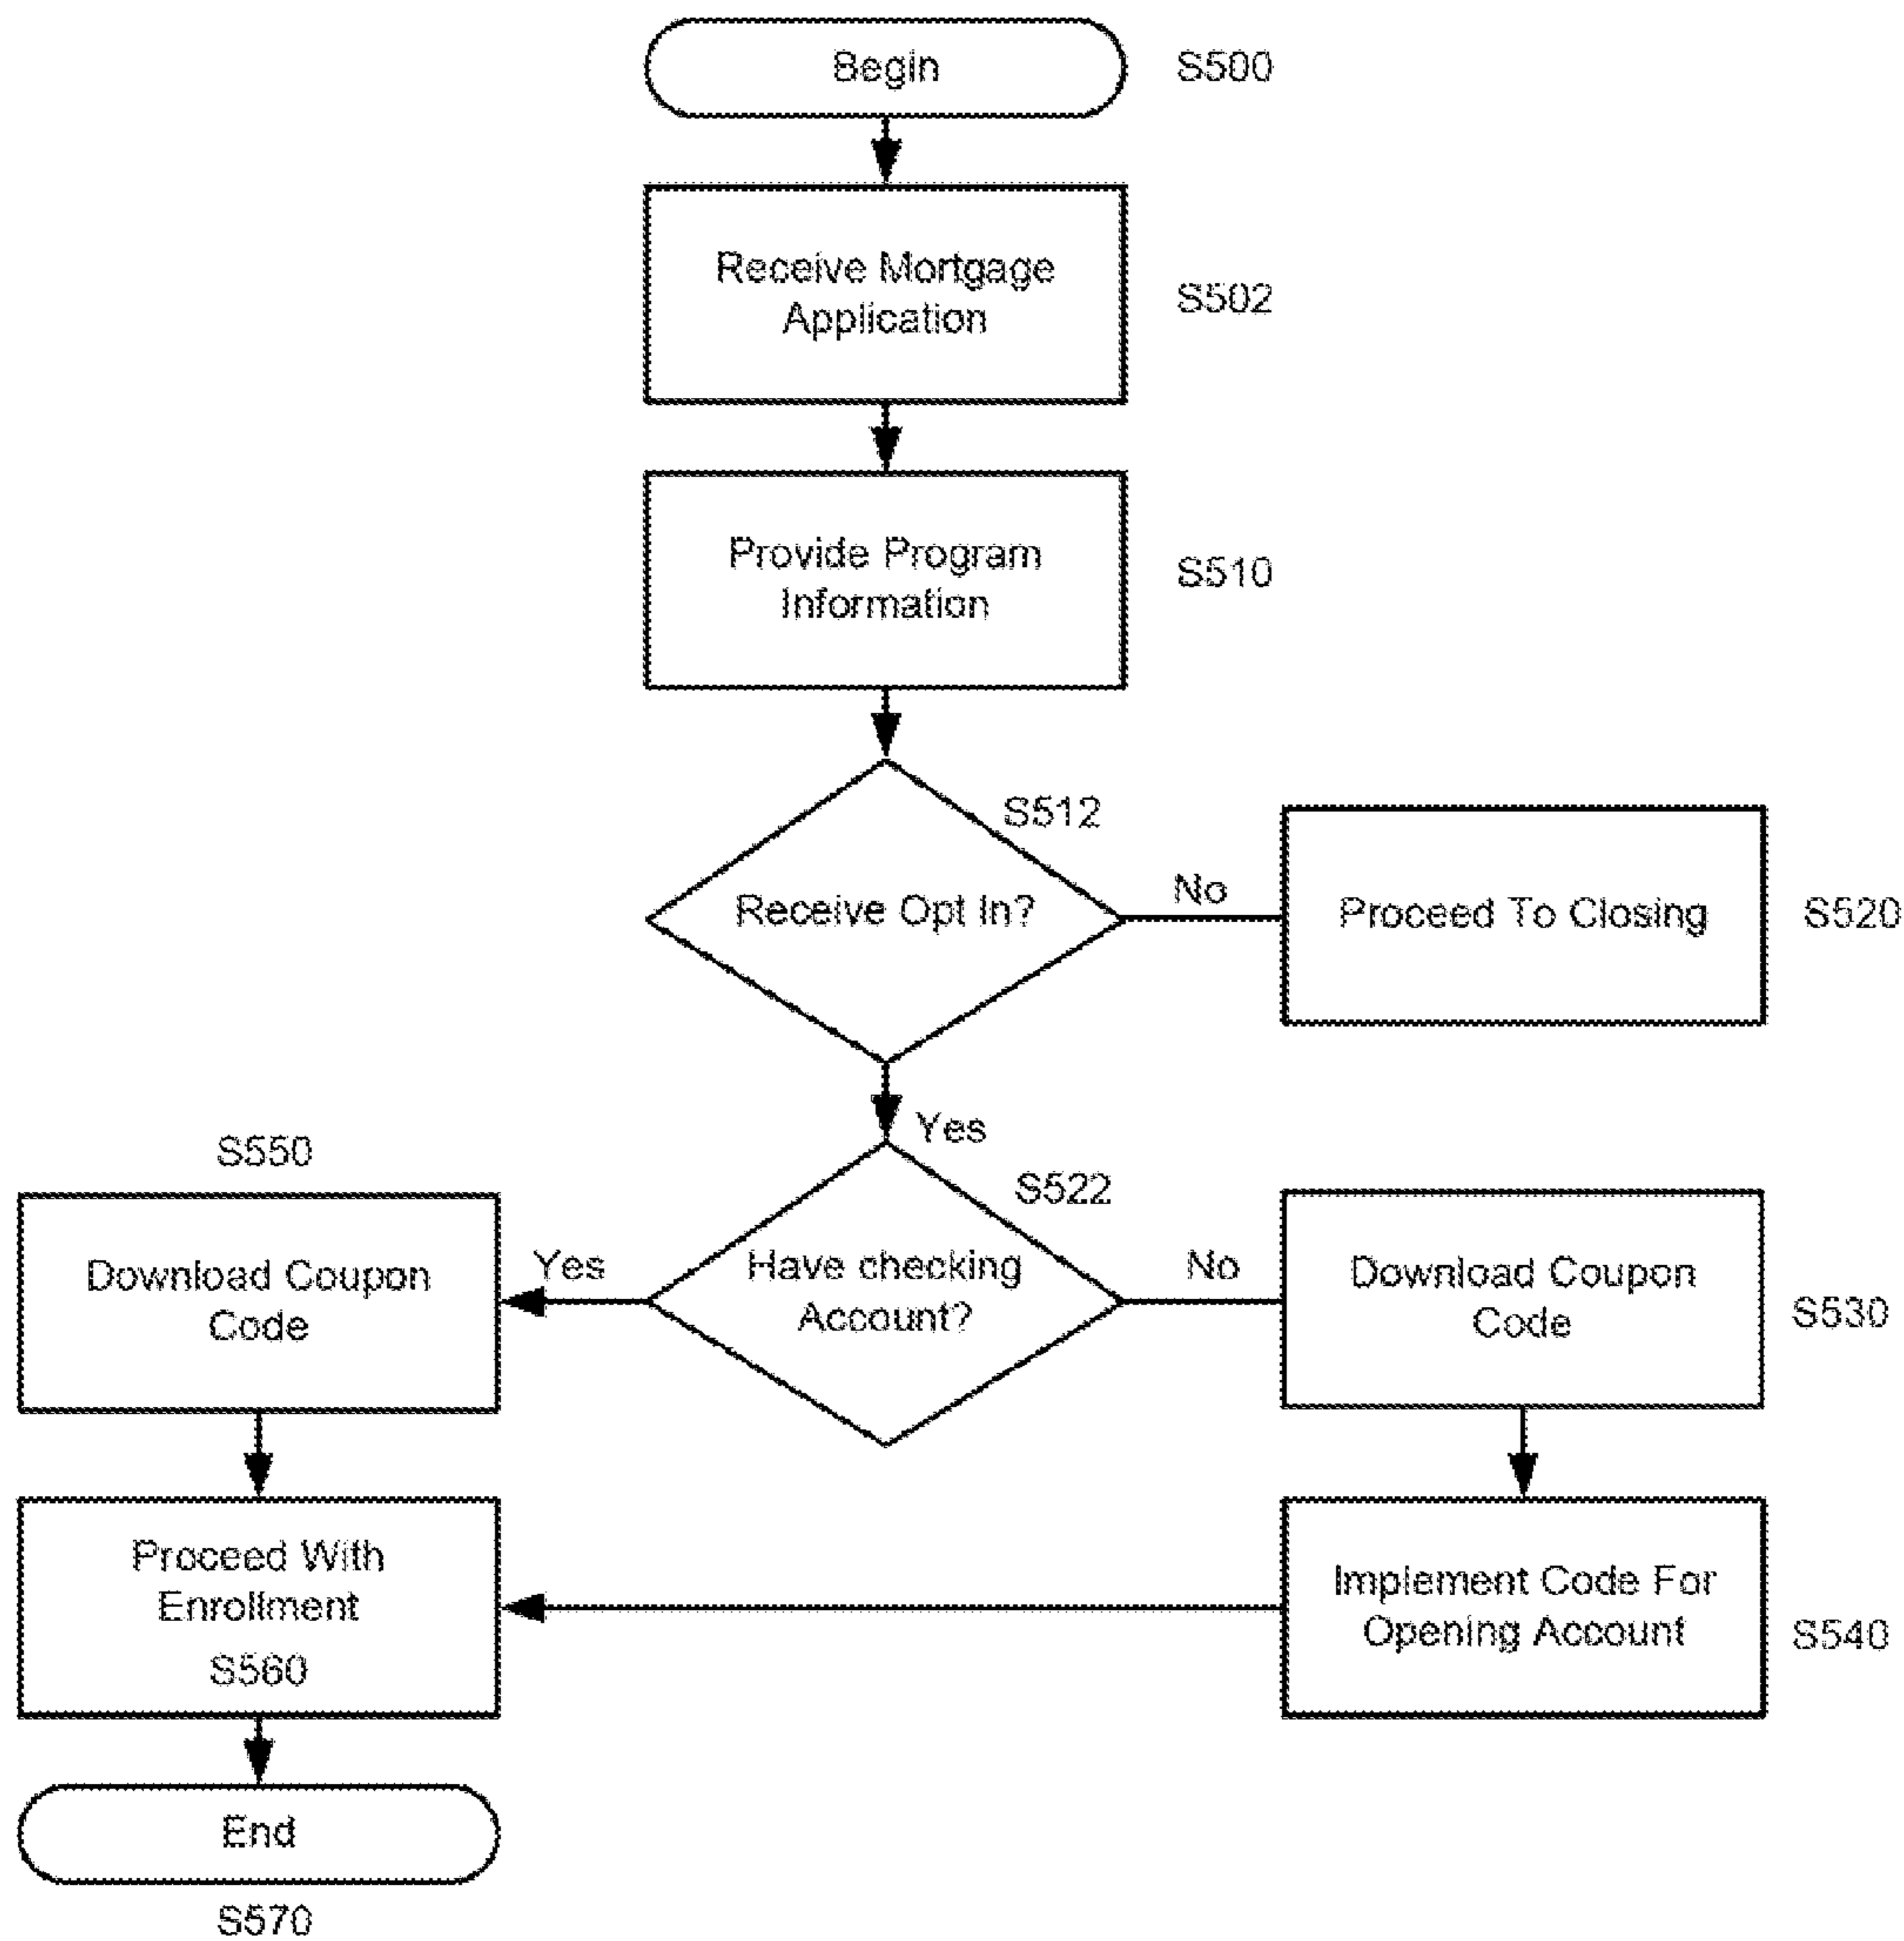 Begin
S500
Receive Mortgage
Application
S502
Provide Program
Information
S510
S512
Receive Opt In?
No
Proceed To Closing
S520
Yes
S550
S522
Download Coupon
Code
Yes
Have checking
Account?
No
Download Coupon
Code
S530
Proceed With
Enrollment
S560
Implement Code For
Opening Account
S540
End
S570